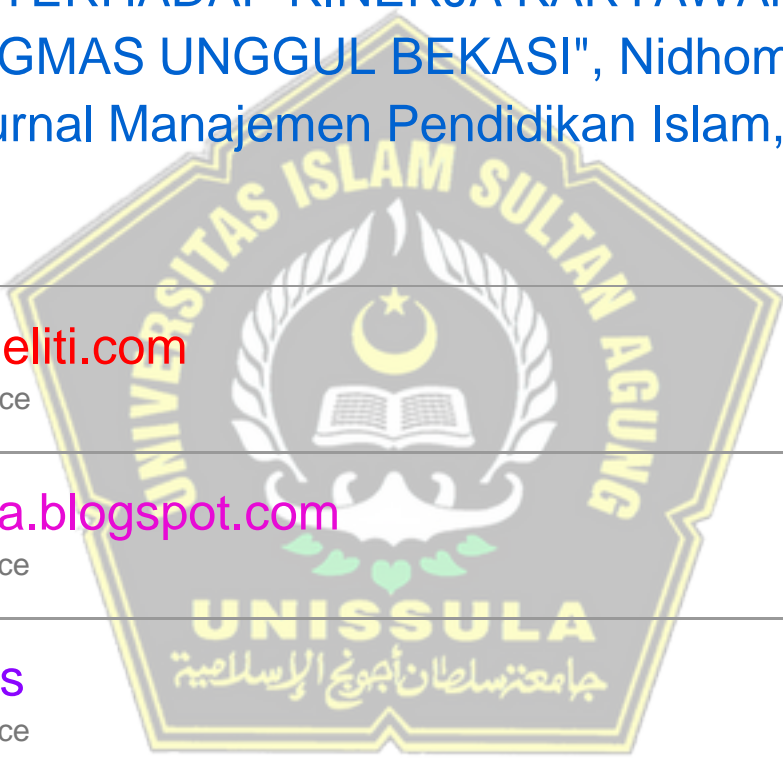 TERHADAP KINERJA KARYAWAN
GMAS UNGGUL BEKASI", Nidhom
urnal Manajemen Pendidikan Islam,
UNIVERSITAS ISLAM SULTAN AGUNG
eliti.com
ce
a.blogspot.com
ce
UNISSULA
جامعة سلطان أجونج الإسلامية
s
ce